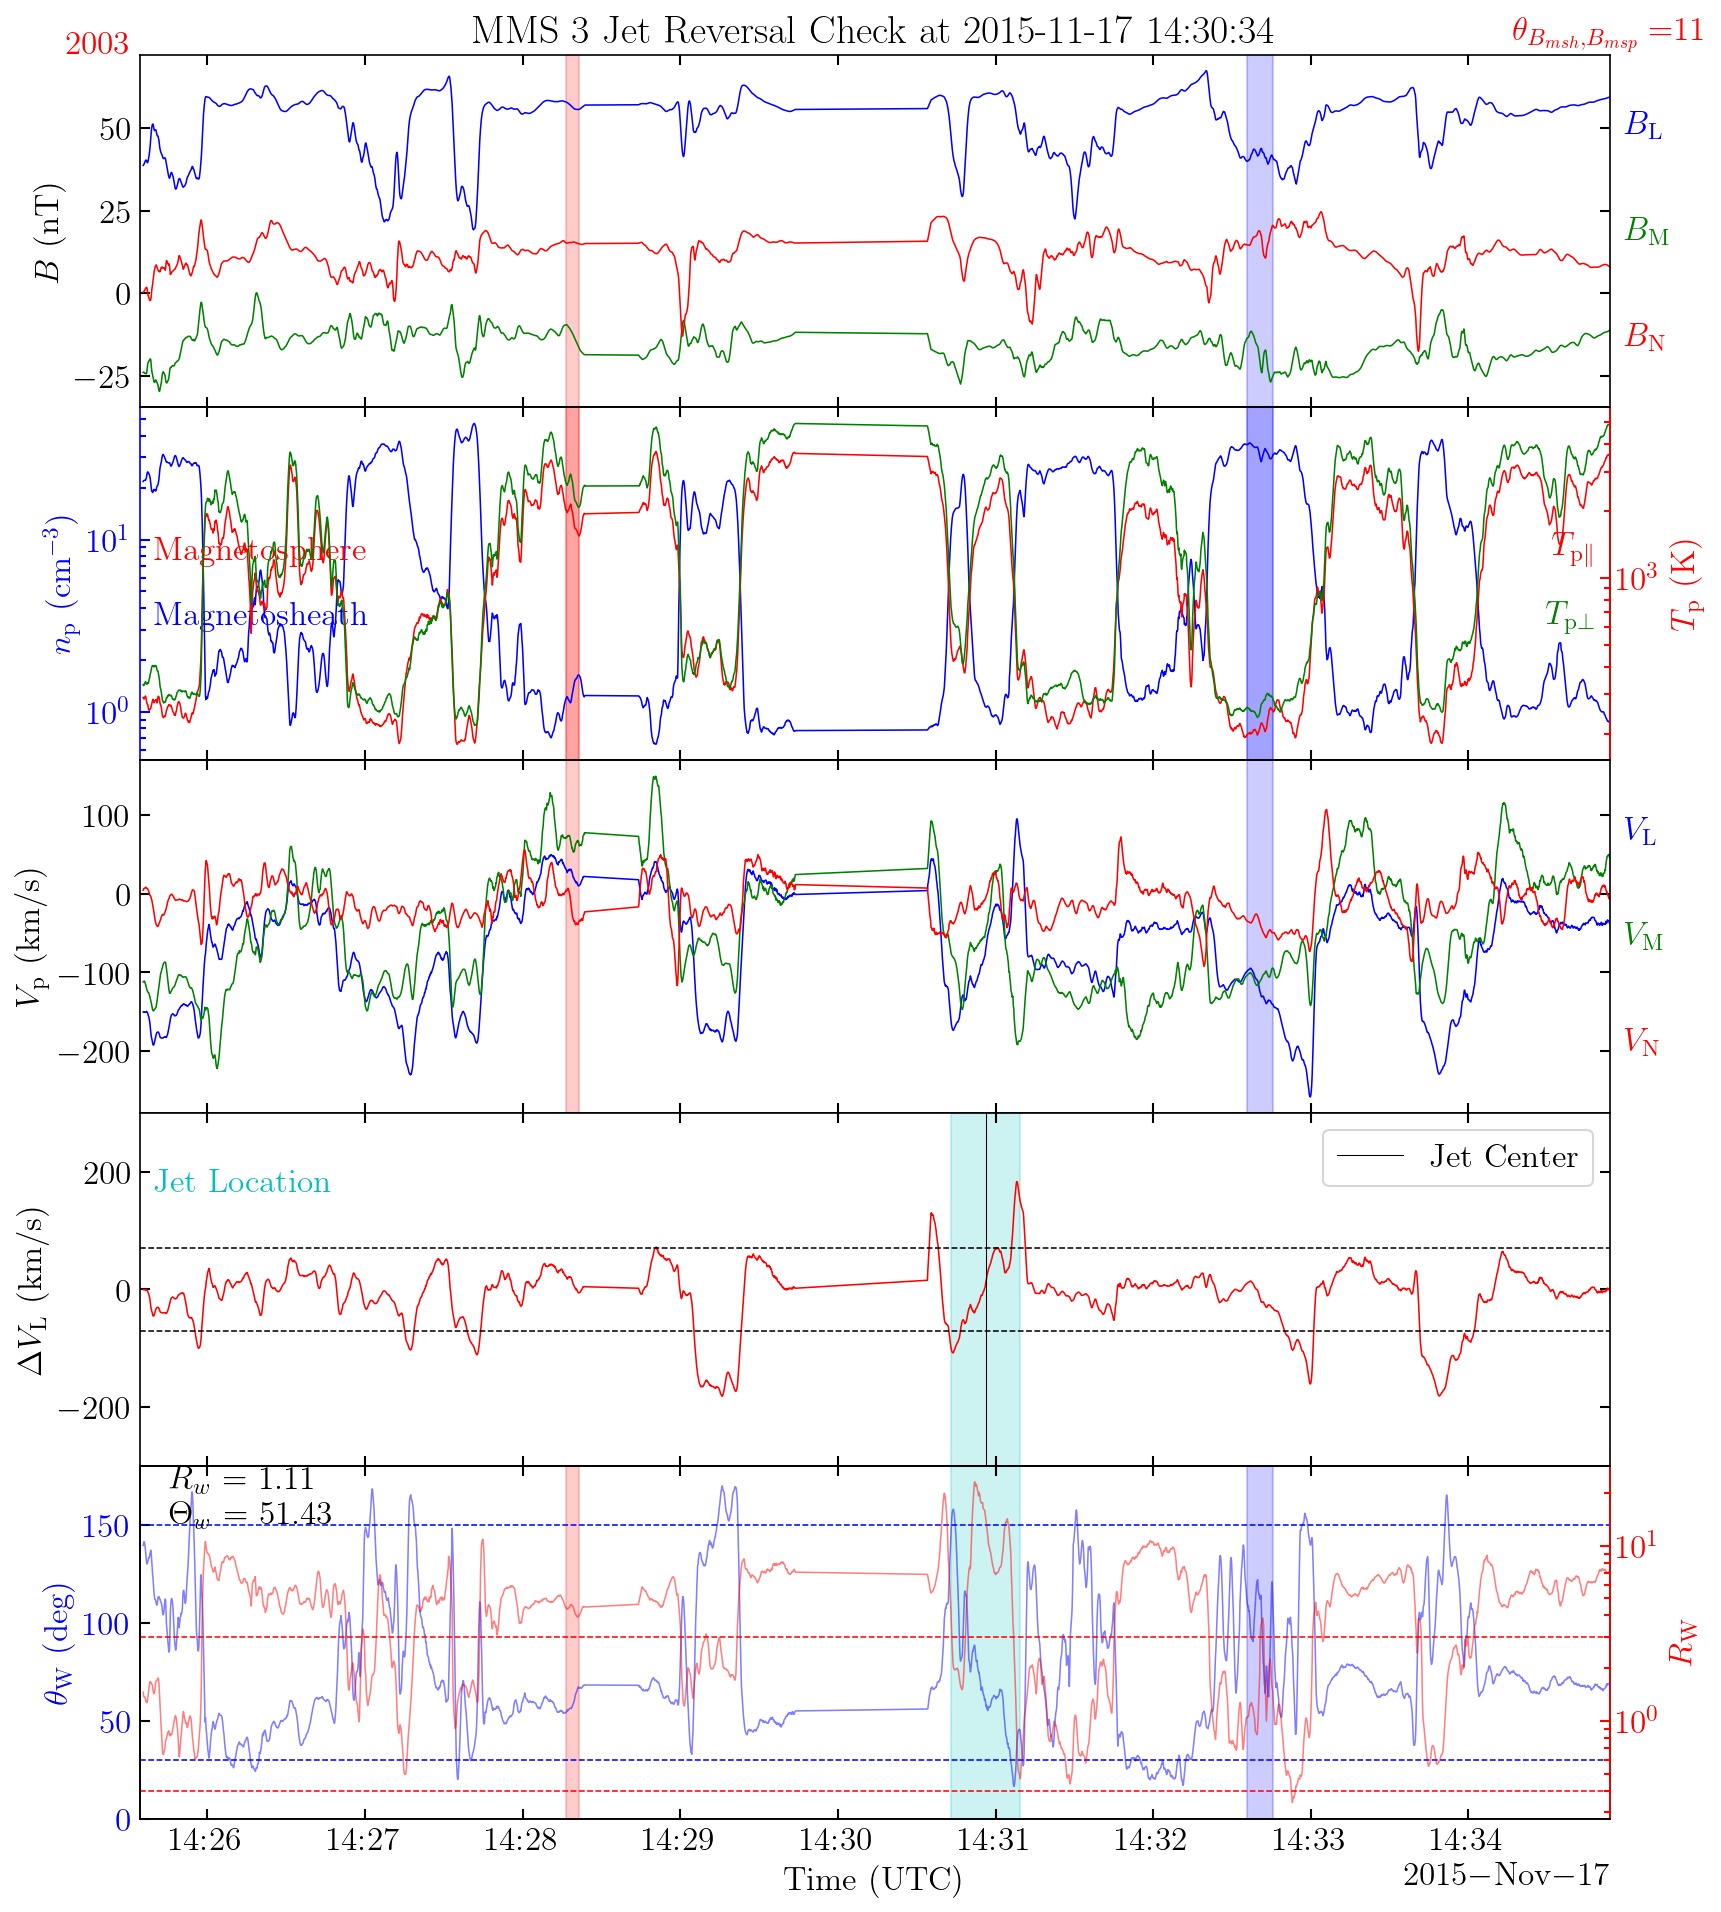 MMS 3 Jet Reversal Check at 2015-11-17 14:30:34
2003
θ_{B_{msh},B_{msp}} =11
B (nT)
50
25
0
−25
B_L
B_M
B_N
n_p (cm^{−3})
10^1
10^0
Magnetosphere
Magnetosheath
T_{p∥}
T_{p⊥}
10^3
T_p (K)
V_p (km/s)
100
0
−100
−200
V_L
V_M
V_N
ΔV_L (km/s)
200
0
−200
Jet Location
Jet Center
R_w = 1.11
Θ_w = 51.43
θ_W (deg)
150
100
50
0
10^1
10^0
R_W
14:26 14:27 14:28 14:29 14:30 14:31 14:32 14:33 14:34
Time (UTC)
2015−Nov−17